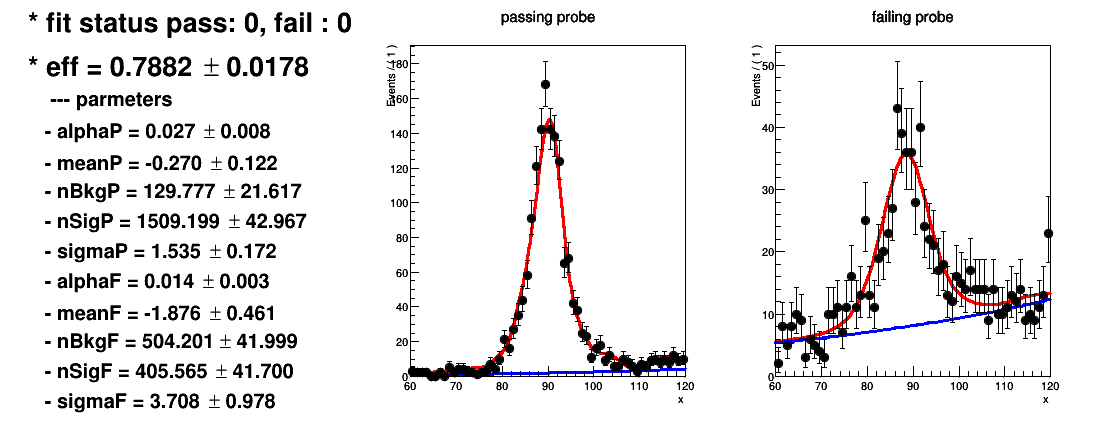 * fit status pass: 0, fail : 0
* eff = 0.7882 ± 0.0178
--- parmeters
- alphaP = 0.027 ± 0.008
- meanP = -0.270 ± 0.122
- nBkgP = 129.777 ± 21.617
- nSigP = 1509.199 ± 42.967
- sigmaP = 1.535 ± 0.172
- alphaF = 0.014 ± 0.003
- meanF = -1.876 ± 0.461
- nBkgF = 504.201 ± 41.999
- nSigF = 405.565 ± 41.700
- sigmaF = 3.708 ± 0.978
passing probe
Events / ( 1 )
180
160
140
120
100
80
60
40
20
0
60 70 80 90 100 110 120
x
failing probe
Events / ( 1 )
50
40
30
20
10
0
60 70 80 90 100 110 120
x